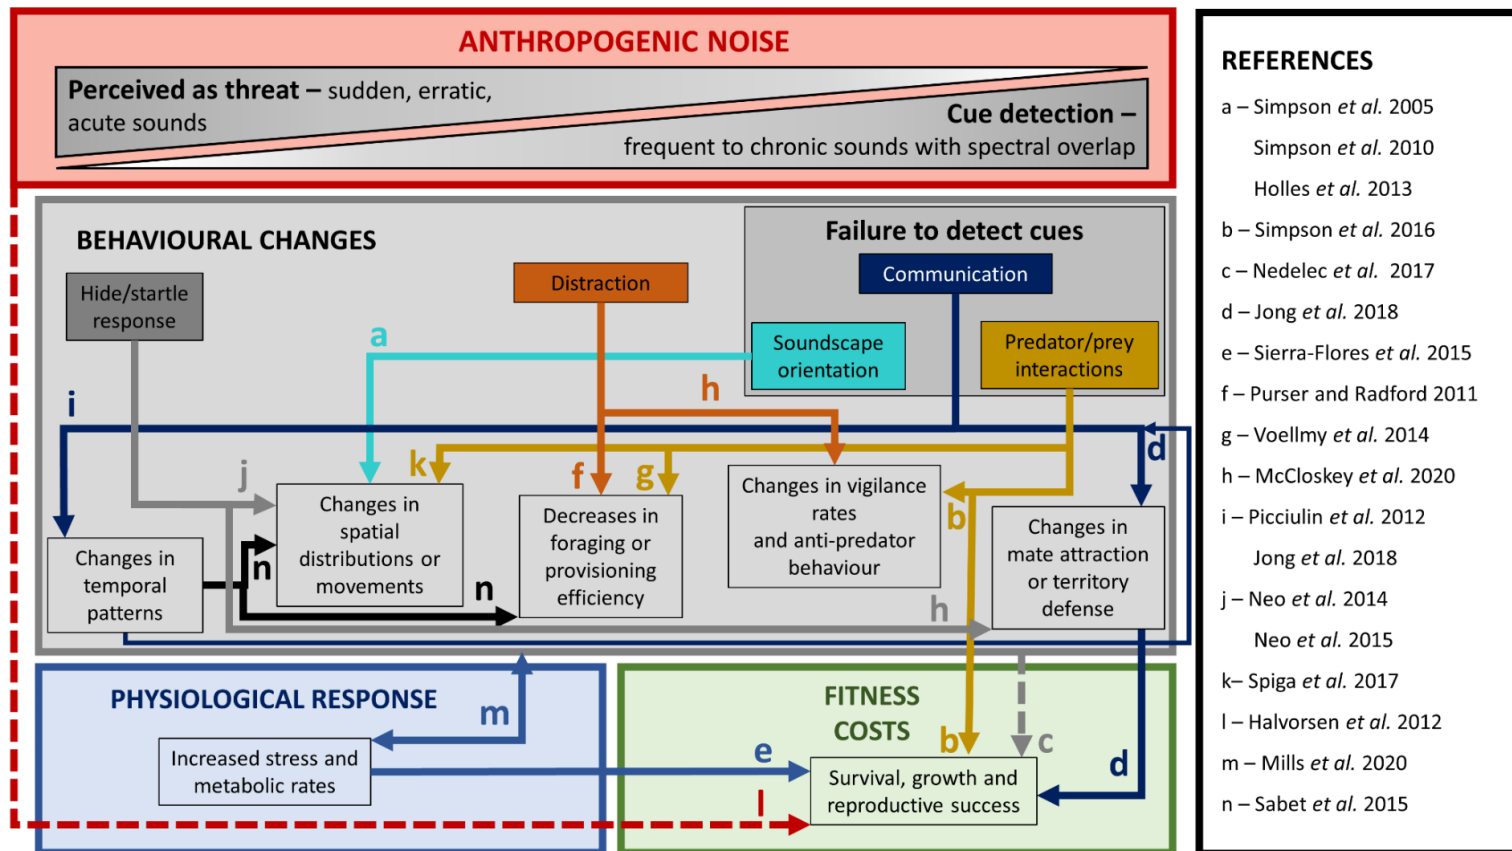 ANTHROPOGENIC NOISE
Perceived as threat – sudden, erratic,
acute sounds
Cue detection –
frequent to chronic sounds with spectral overlap
BEHAVIOURAL CHANGES
Failure to detect cues
Hide/startle
response
Distraction
Communication
Soundscape
orientation
Predator/prey
interactions
a
h
i
k
f
g
d
j
b
Changes in
temporal
patterns
n
Changes in
spatial
distributions or
movements
n
Decreases in
foraging or
provisioning
efficiency
Changes in vigilance
rates
and anti-predator
behaviour
h
Changes in
mate attraction
or territory
defense
PHYSIOLOGICAL RESPONSE
m
Increased stress and
metabolic rates
e
l
FITNESS
COSTS
b
c
d
Survival, growth and
reproductive success
REFERENCES
a – Simpson et al. 2005
Simpson et al. 2010
Holles et al. 2013
b – Simpson et al. 2016
c – Nedelec et al. 2017
d – Jong et al. 2018
e – Sierra-Flores et al. 2015
f – Purser and Radford 2011
g – Voellmy et al. 2014
h – McCloskey et al. 2020
i – Picciulin et al. 2012
Jong et al. 2018
j – Neo et al. 2014
Neo et al. 2015
k– Spiga et al. 2017
l – Halvorsen et al. 2012
m – Mills et al. 2020
n – Sabet et al. 2015